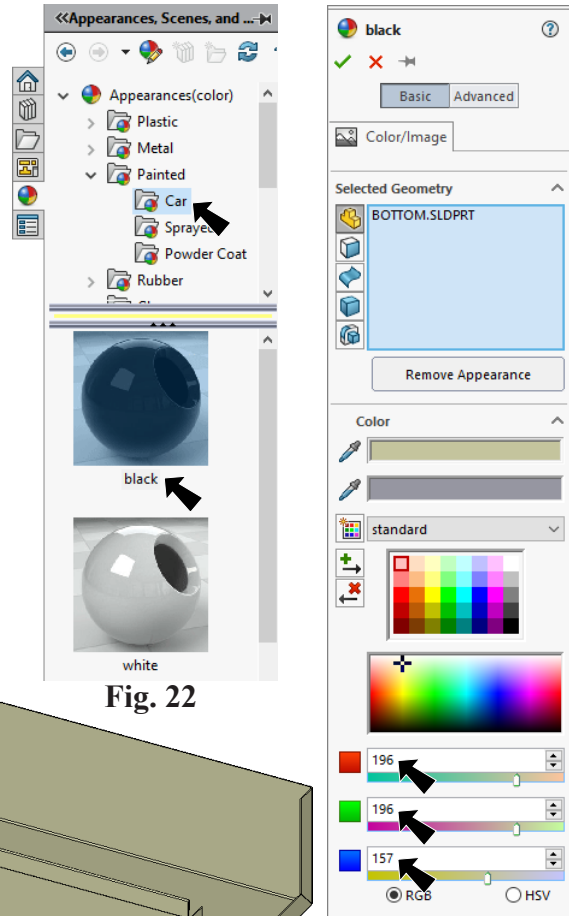 «Appearances, Scenes, and ...
Appearances(color)
Plastic
Metal
Painted
Car
Sprayed
Powder Coat
Rubber
black
white
Fig. 22
black
Basic
Advanced
Color/Image
Selected Geometry
BOTTOM.SLDPRT
Remove Appearance
Color
standard
196
196
157
RGB
HSV